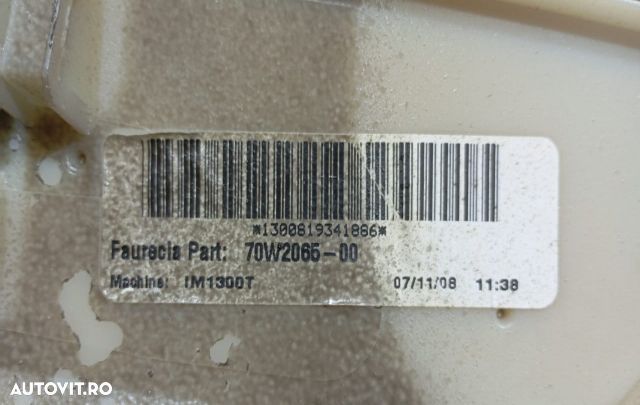 *1300819341886*
Faurecia Part: 70W2065-00
Machine: IM1300T 07/11/08 11:38
AUTOVIT.RO